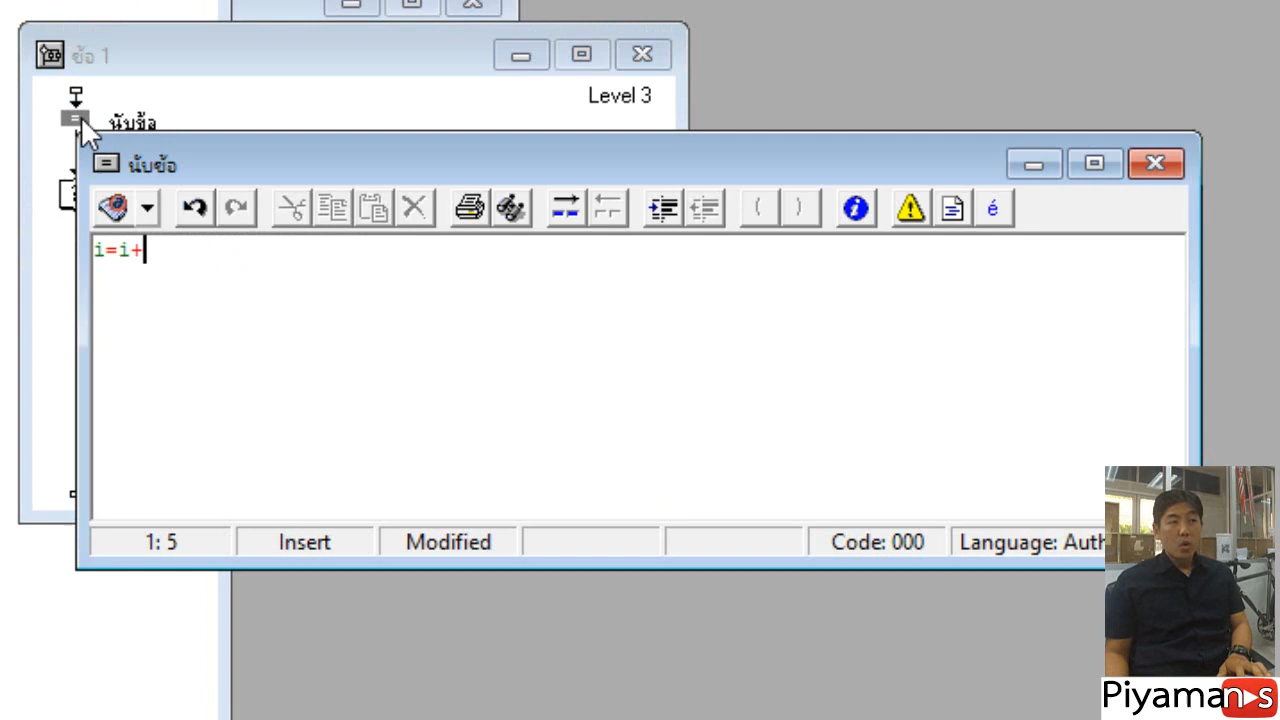 ข้อ 1
Level 3
นับข้อ
นับข้อ
i=i+
1: 5
Insert
Modified
Code: 000
Language: Auth
Piyamans